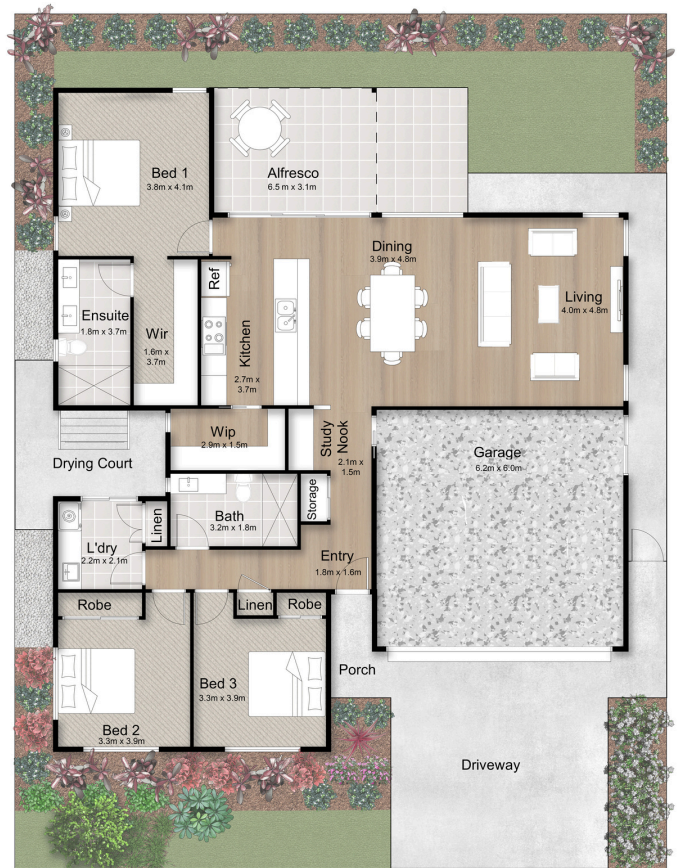 Bed 1
3.8m x 4.1m
Alfresco
6.5 m x 3.1m
Dining
3.9m x 4.8m
Ref
Living
4.0m x 4.8m
Ensuite
1.8m x 3.7m
Wir
1.6m x
3.7m
Kitchen
2.7m x
3.7m
Wip
2.9m x 1.5m
Study
Nook
2.1m x
1.5m
Garage
6.2m x 6.0m
Drying Court
Storage
Linen
Bath
3.2m x 1.8m
L'dry
2.2m x 2.1m
Entry
1.8m x 1.6m
Robe
Linen
Robe
Porch
Bed 3
3.3m x 3.9m
Bed 2
3.3m x 3.9m
Driveway